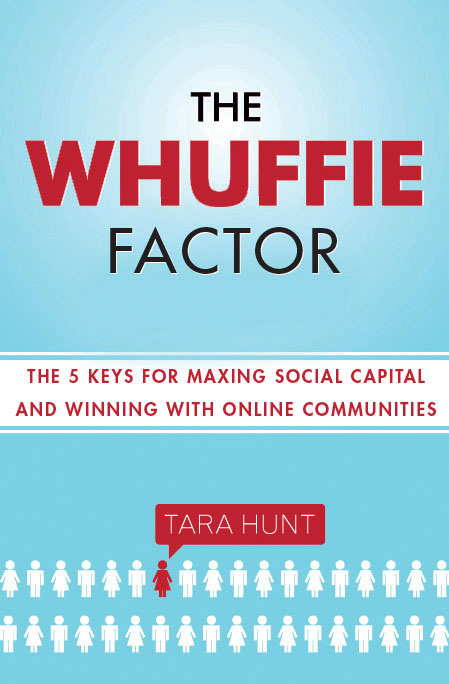 THE
WHUFFIE
FACTOR
THE 5 KEYS FOR MAXING SOCIAL CAPITAL
AND WINNING WITH ONLINE COMMUNITIES
TARA HUNT